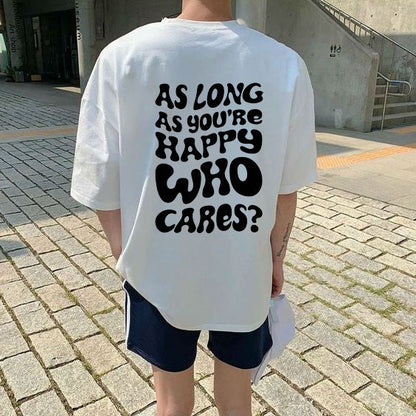 AS LONG
AS YOU'RE
HAPPY
WHO
CARES?